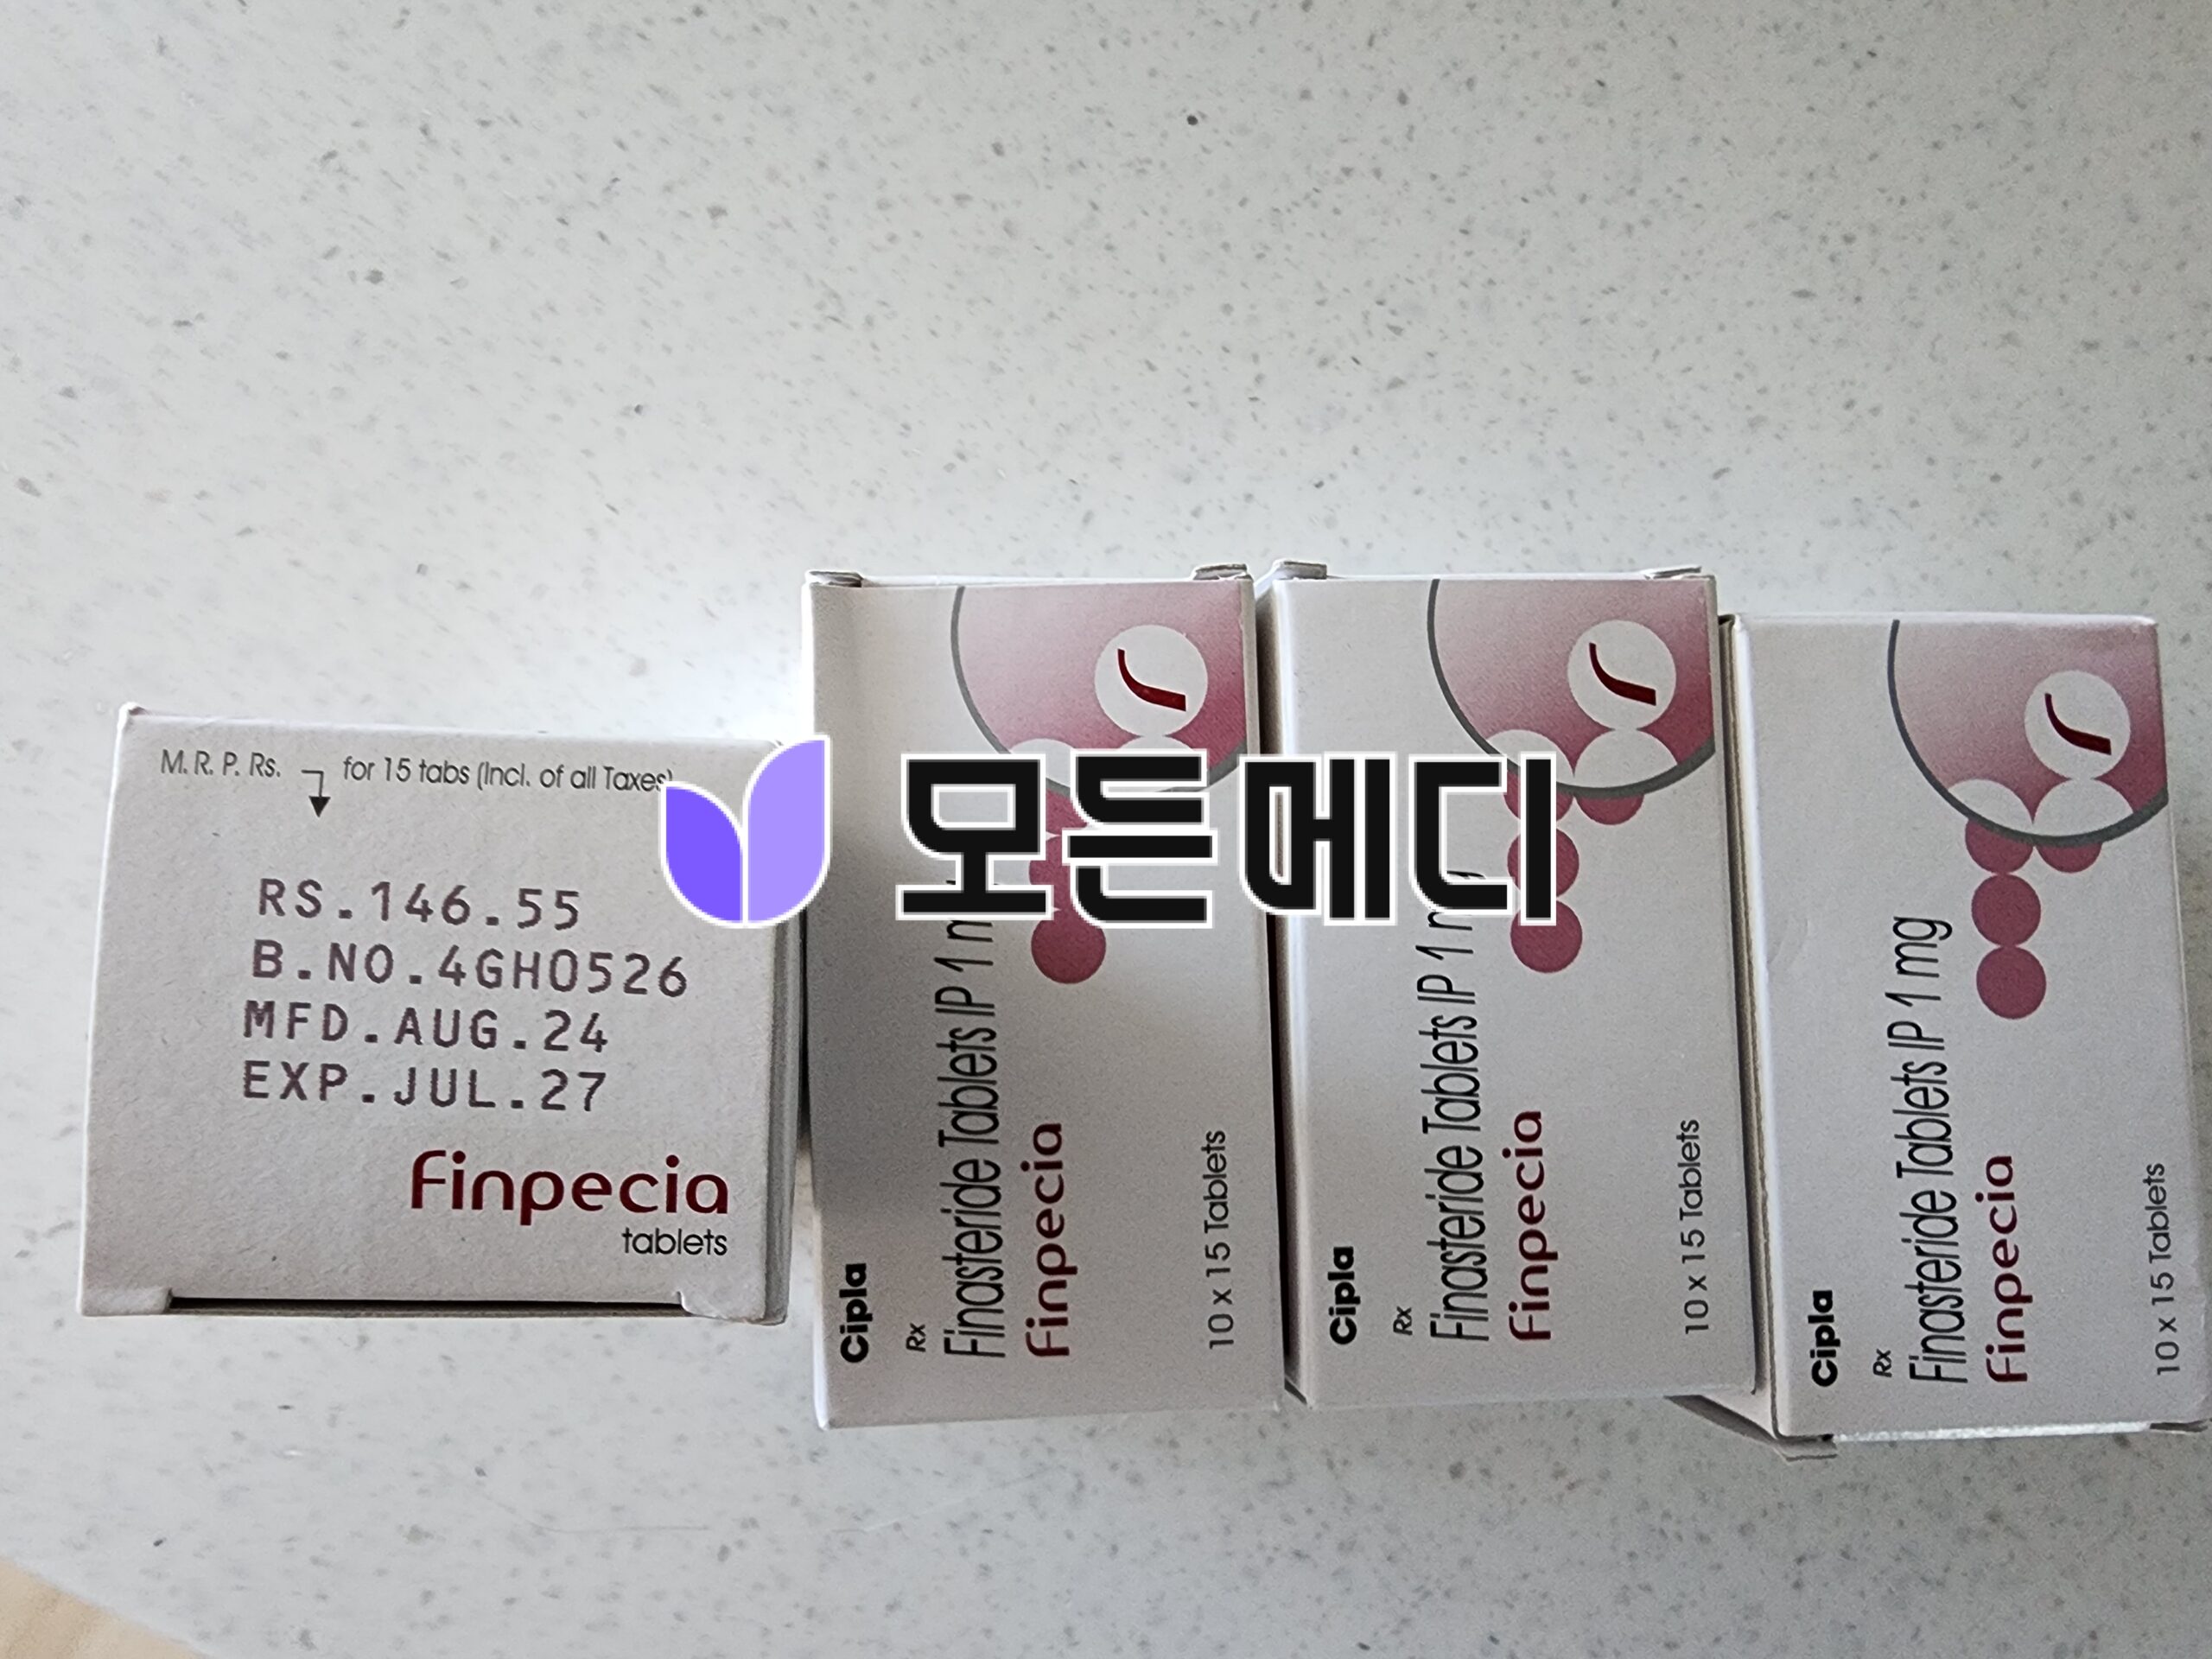 M. R. P. Rs. for 15 tabs (Incl. of all Taxes)
RS.146.55
B.NO.4GH0526
MFD.AUG.24
EXP.JUL.27
Finpecia
tablets
모든메디
Cipla
Rx
Finasteride Tablets IP 1
Finpecia
10 x 15 Tablets
Cipla
Rx
Finasteride Tablets IP 1
Finpecia
10 x 15 Tablets
Cipla
Rx
Finasteride Tablets IP 1 mg
Finpecia
10 x 15 Tablets